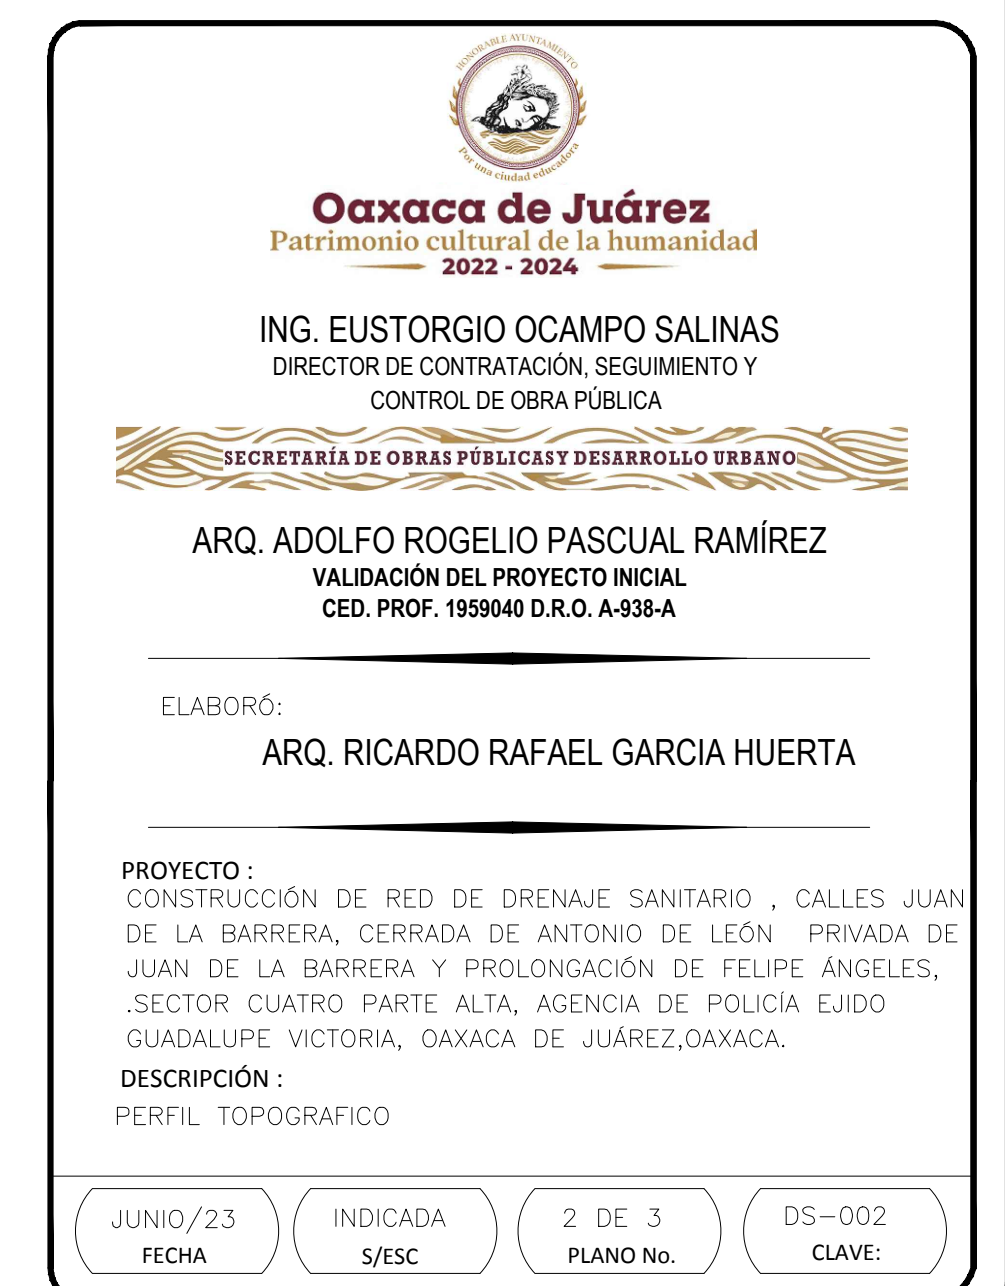 HONORABLE AYUNTAMIENTO
Por una ciudad educadora
Oaxaca de Juárez
Patrimonio cultural de la humanidad
2022 - 2024
ING. EUSTORGIO OCAMPO SALINAS
DIRECTOR DE CONTRATACIÓN, SEGUIMIENTO Y
CONTROL DE OBRA PÚBLICA
SECRETARÍA DE OBRAS PÚBLICAS Y DESARROLLO URBANO
ARQ. ADOLFO ROGELIO PASCUAL RAMÍREZ
VALIDACIÓN DEL PROYECTO INICIAL
CED. PROF. 1959040 D.R.O. A-938-A
ELABORÓ:
ARQ. RICARDO RAFAEL GARCIA HUERTA
PROYECTO :
CONSTRUCCIÓN DE RED DE DRENAJE SANITARIO , CALLES JUAN
DE LA BARRERA, CERRADA DE ANTONIO DE LEÓN PRIVADA DE
JUAN DE LA BARRERA Y PROLONGACIÓN DE FELIPE ÁNGELES,
.SECTOR CUATRO PARTE ALTA, AGENCIA DE POLICÍA EJIDO
GUADALUPE VICTORIA, OAXACA DE JUÁREZ,OAXACA.
DESCRIPCIÓN :
PERFIL TOPOGRAFICO
JUNIO/23
FECHA
INDICADA
S/ESC
2 DE 3
PLANO No.
DS-002
CLAVE: